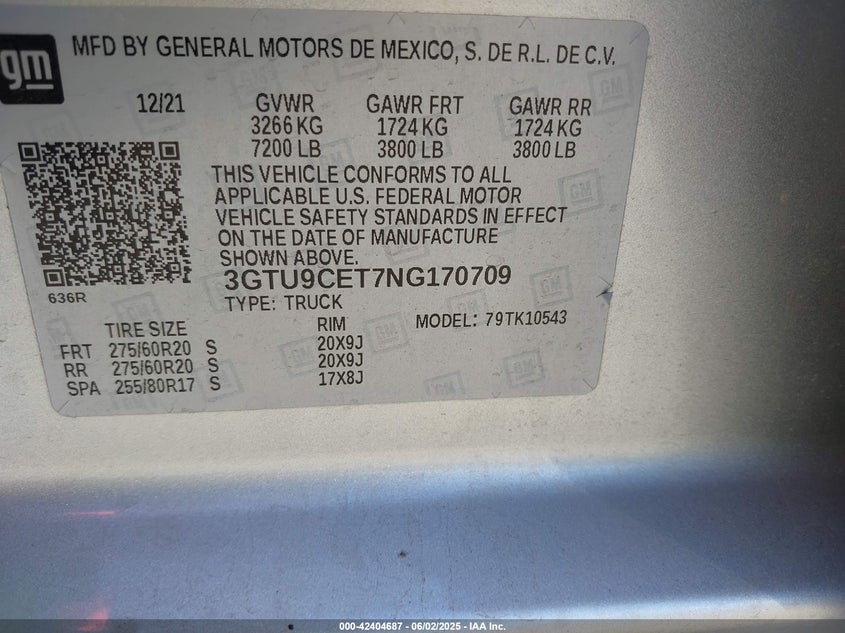 gm
MFD BY GENERAL MOTORS DE MEXICO, S. DE R.L. DE C.V.
12/21 GVWR GAWR FRT GAWR RR
3266 KG 1724 KG 1724 KG
7200 LB 3800 LB 3800 LB
THIS VEHICLE CONFORMS TO ALL
APPLICABLE U.S. FEDERAL MOTOR
VEHICLE SAFETY STANDARDS IN EFFECT
ON THE DATE OF MANUFACTURE
SHOWN ABOVE.
3GTU9CET7NG170709
636R
TYPE: TRUCK
TIRE SIZE RIM MODEL: 79TK10543
FRT 275/60R20 S 20X9J
RR 275/60R20 S 20X9J
SPA 255/80R17 S 17X8J
000-42404687 - 06/02/2025 - IAA Inc.